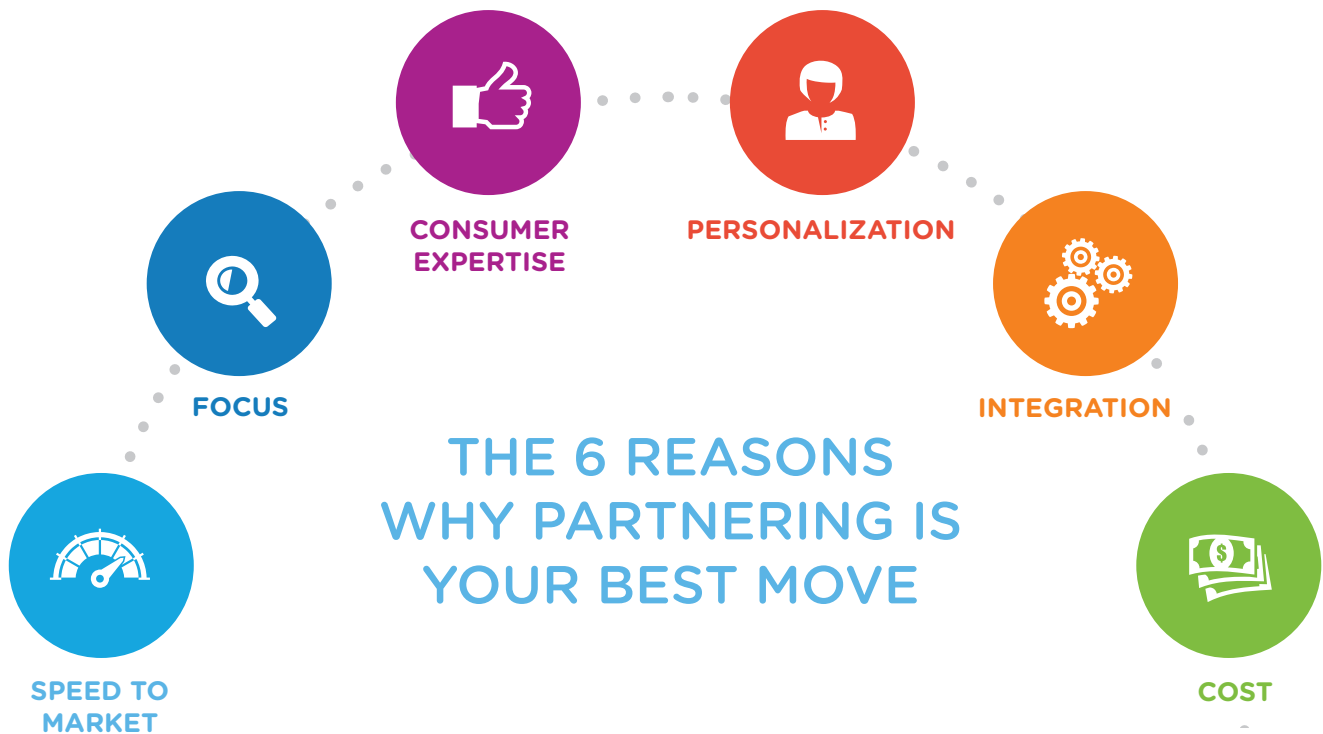 CONSUMER
EXPERTISE
PERSONALIZATION
FOCUS
INTEGRATION
THE 6 REASONS
WHY PARTNERING IS
YOUR BEST MOVE
$
SPEED TO
MARKET
COST